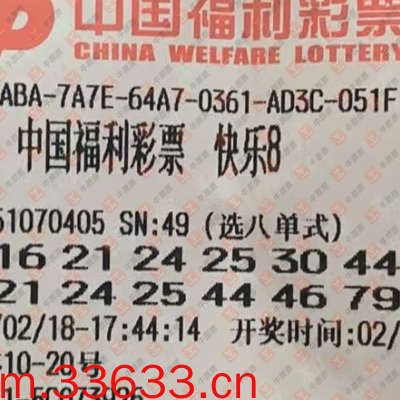 中国福利彩票
CHINA WELFARE LOTTERY
ABA-7A7E-64A7-0361-AD3C-051F
中国福利彩票 快乐8
51070405 SN:49 (选八单式)
16 21 24 25 30 44
21 24 25 44 46 79
/02/18-17:44:14 开奖时间:02/
10-20号
m.33633.cn